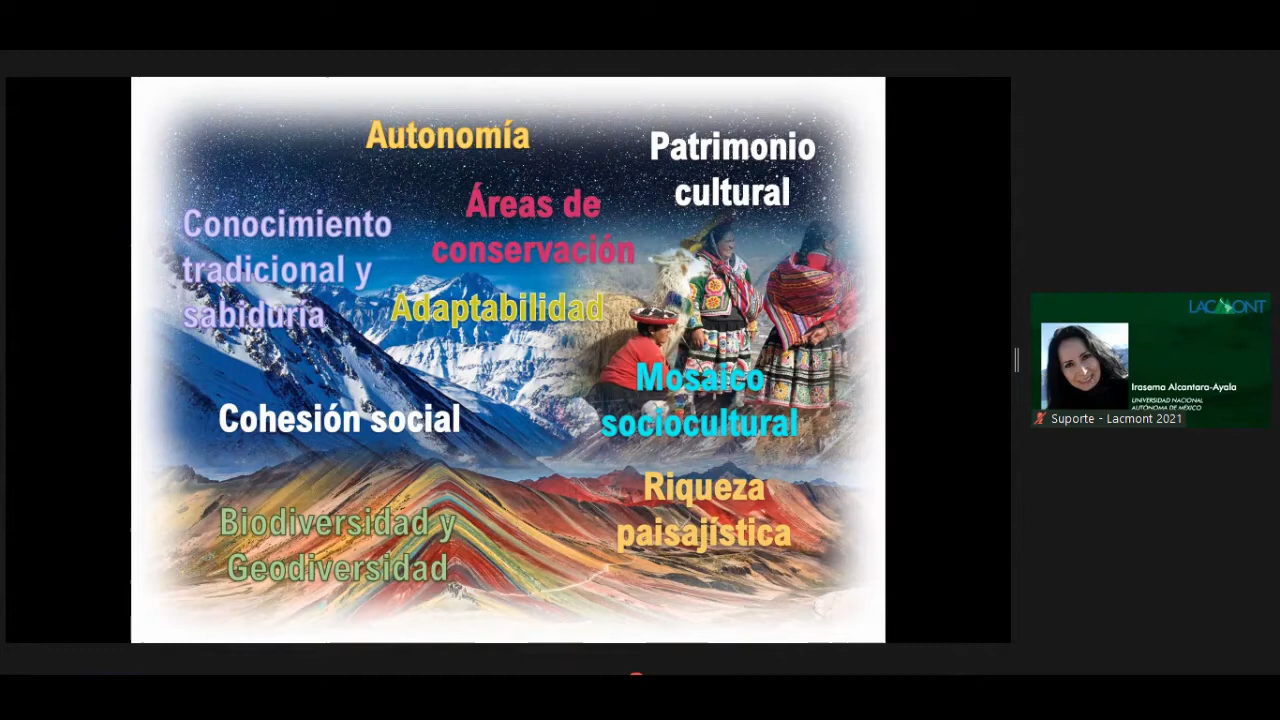 Autonomía
Patrimonio
cultural
Áreas de
conservación
Conocimiento
tradicional y
sabiduría
Adaptabilidad
Mosaico
sociocultural
Cohesión social
Riqueza
paisajística
Biodiversidad y
Geodiversidad
LACMONT
Irasema Alcantara-Ayala
UNIVERSIDAD NACIONAL
AUTÓNOMA DE MÉXICO
Suporte - Lacmont 2021